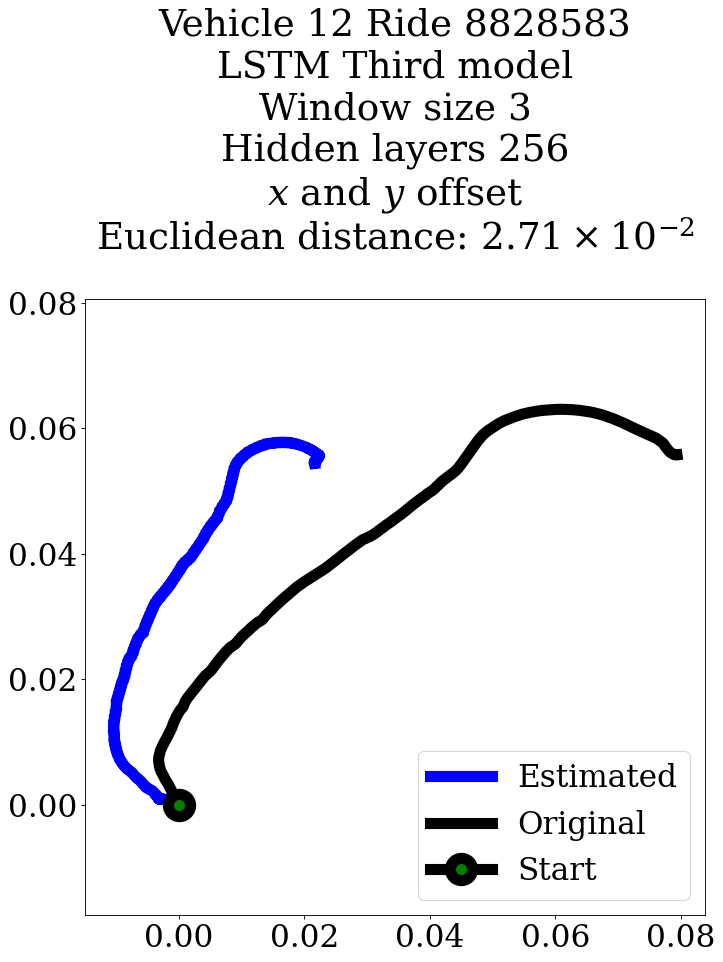 Vehicle 12 Ride 8828583
LSTM Third model
Window size 3
Hidden layers 256
x and y offset
Euclidean distance: 2.71 × 10⁻²
0.08
0.06
0.04
0.02
0.00
Estimated
Original
Start
0.00 0.02 0.04 0.06 0.08